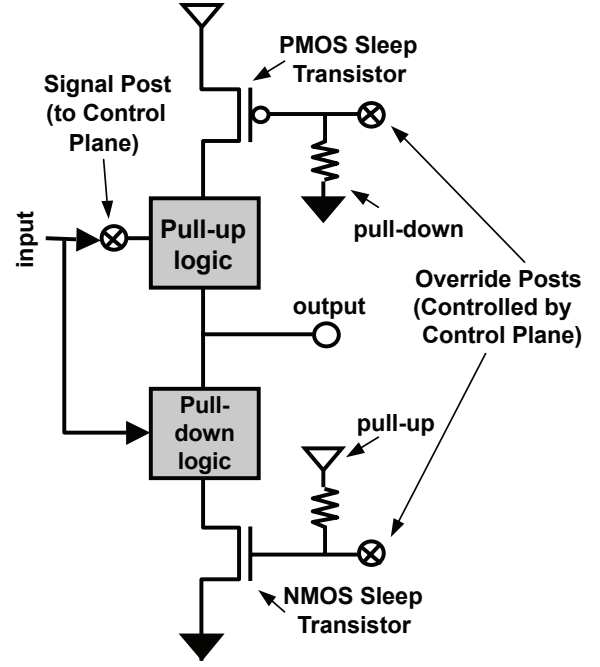 PMOS Sleep
Transistor
Signal Post
(to Control
Plane)
input
Pull-up
logic
pull-down
Override Posts
(Controlled by
Control Plane)
output
Pull-
down
logic
pull-up
NMOS Sleep
Transistor